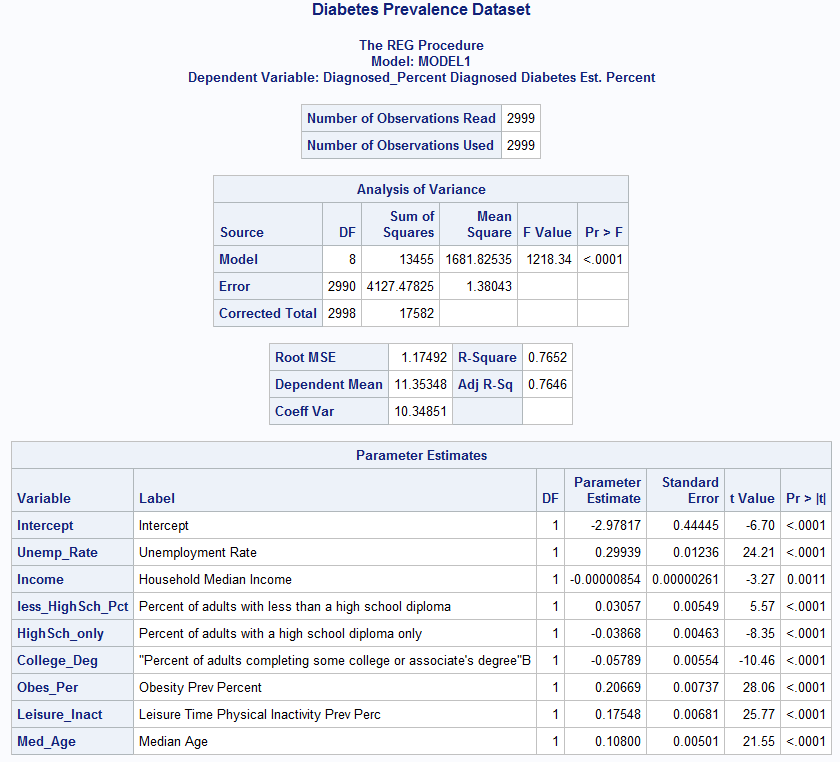 Diabetes Prevalence Dataset
The REG Procedure
Model: MODEL1
Dependent Variable: Diagnosed_Percent Diagnosed Diabetes Est. Percent
Number of Observations Read 2999
Number of Observations Used 2999
Analysis of Variance
Source DF Sum of Squares Mean Square F Value Pr > F
Model 8 13455 1681.82535 1218.34 <.0001
Error 2990 4127.47825 1.38043
Corrected Total 2998 17582
Root MSE 1.17492 R-Square 0.7652
Dependent Mean 11.35348 Adj R-Sq 0.7646
Coeff Var 10.34851
Parameter Estimates
Variable Label DF Parameter Estimate Standard Error t Value Pr > |t|
Intercept Intercept 1 -2.97817 0.44445 -6.70 <.0001
Unemp_Rate Unemployment Rate 1 0.29939 0.01236 24.21 <.0001
Income Household Median Income 1 -0.00000854 0.00000261 -3.27 0.0011
less_HighSch_Pct Percent of adults with less than a high school diploma 1 0.03057 0.00549 5.57 <.0001
HighSch_only Percent of adults with a high school diploma only 1 -0.03868 0.00463 -8.35 <.0001
College_Deg "Percent of adults completing some college or associate's degree"B 1 -0.05789 0.00554 -10.46 <.0001
Obes_Per Obesity Prev Percent 1 0.20669 0.00737 28.06 <.0001
Leisure_Inact Leisure Time Physical Inactivity Prev Perc 1 0.17548 0.00681 25.77 <.0001
Med_Age Median Age 1 0.10800 0.00501 21.55 <.0001